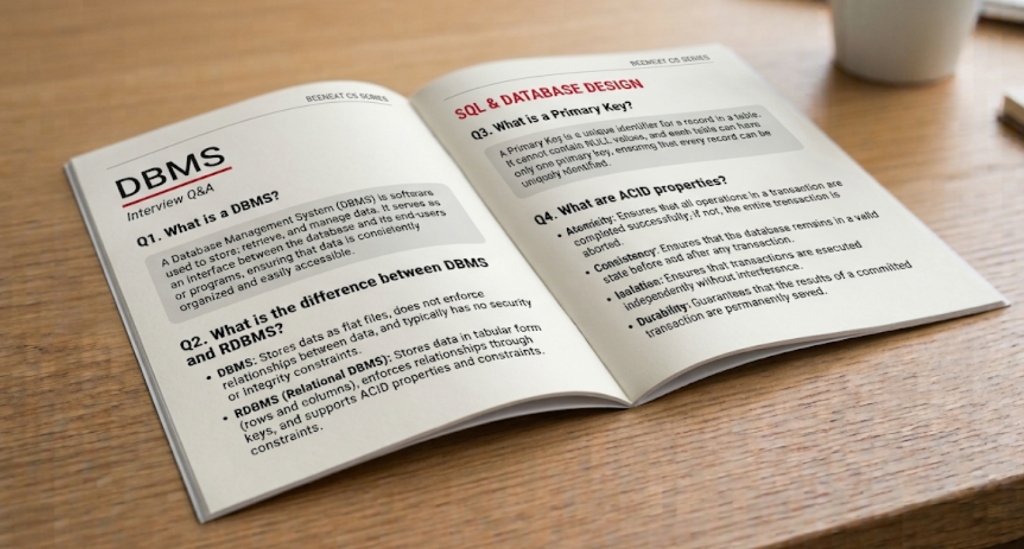 DBMS
Interview Q&A
Q1. What is a DBMS?
A Database Management System (DBMS) is software
used to store, retrieve, and manage data. It serves as
an interface between the database and its end-users
or programs, ensuring that data is consistently
organized and easily accessible.
Q2. What is the difference between DBMS
and RDBMS?
• DBMS: Stores data as flat files, does not enforce
relationships between data, and typically has no security
or integrity constraints.
• RDBMS (Relational DBMS): Stores data in tabular form
(rows and columns), enforces relationships through
keys, and supports ACID properties and constraints.
constraints.
CS SERIES
SQL & DATABASE DESIGN
Q3. What is a Primary Key?
A Primary Key is a unique identifier for a record in a table.
It cannot contain NULL values, and each table can have
only one primary key, ensuring that every record can be
uniquely identified.
Q4. What are ACID properties?
• Atomicity: Ensures that all operations in a transaction are
completed successfully; if not, the entire transaction is
aborted.
• Consistency: Ensures that the database remains in a valid
state before and after any transaction.
• Isolation: Ensures that transactions are executed
independently without interference.
• Durability: Guarantees that the results of a committed
transaction are permanently saved.